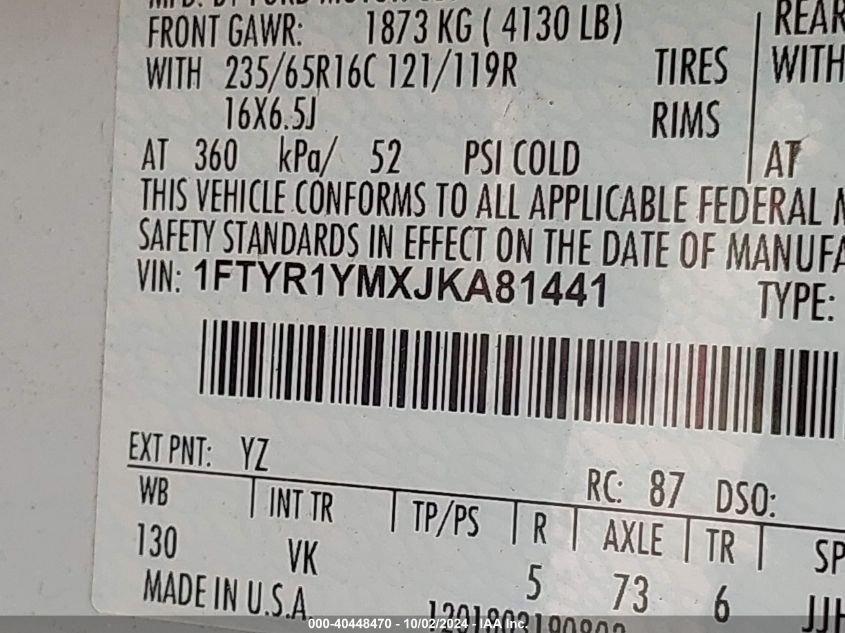 FRONT GAWR: 1873 KG ( 4130 LB) REAR
WITH 235/65R16C 121/119R TIRES WITH
16X6.5J RIMS
AT 360 kPa/ 52 PSI COLD AT
THIS VEHICLE CONFORMS TO ALL APPLICABLE FEDERAL
SAFETY STANDARDS IN EFFECT ON THE DATE OF MANUFA
VIN: 1FTYR1YMXJKA81441 TYPE:
EXT PNT: YZ RC: 87 DSO:
WB INT TR TP/PS R AXLE TR SP
130 VK 5 73 6 JJH
MADE IN U.S.A
000-40448470 - 10/02/2024 - IAA Inc.